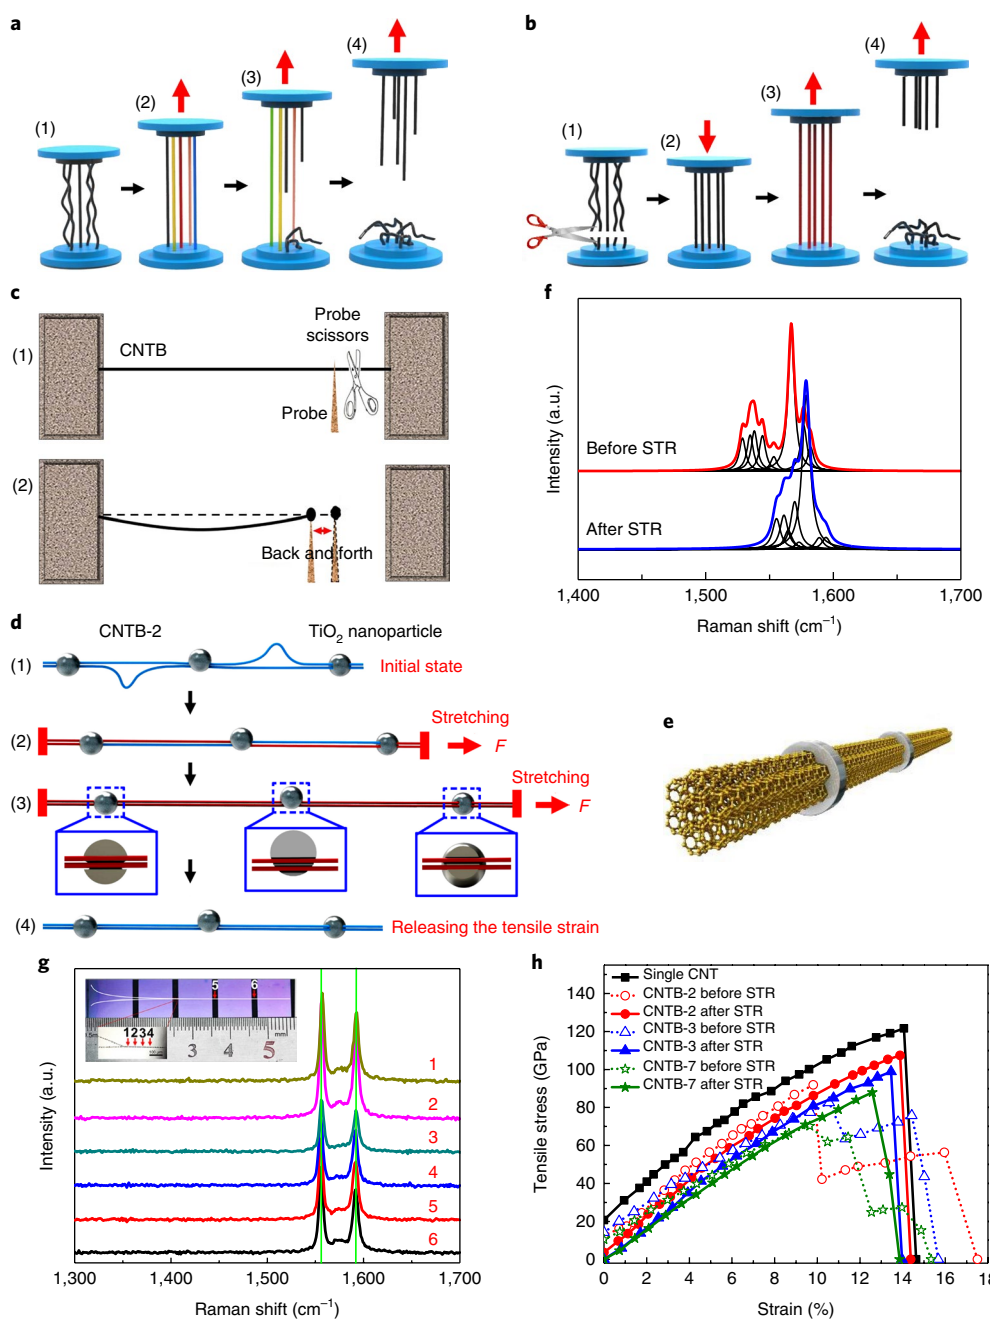 a
(1)
(2)
(3)
(4)
b
(1)
(2)
(3)
(4)
c
(1)
CNTB
Probe
scissors
Probe
(2)
Back and forth
f
Intensity (a.u.)
Before STR
After STR
1,400
1,500
1,600
1,700
Raman shift (cm⁻¹)
d
CNTB-2
TiO₂ nanoparticle
(1)
Initial state
(2)
Stretching
F
(3)
Stretching
F
(4)
Releasing the tensile strain
e
g
Intensity (a.u.)
5
6
1234
3
4
5
mm
1
2
3
4
5
6
1,300
1,400
1,500
1,600
1,700
Raman shift (cm⁻¹)
h
Tensile stress (GPa)
140
120
100
80
60
40
20
0
Single CNT
CNTB-2 before STR
CNTB-2 after STR
CNTB-3 before STR
CNTB-3 after STR
CNTB-7 before STR
CNTB-7 after STR
0
2
4
6
8
10
12
14
16
18
Strain (%)